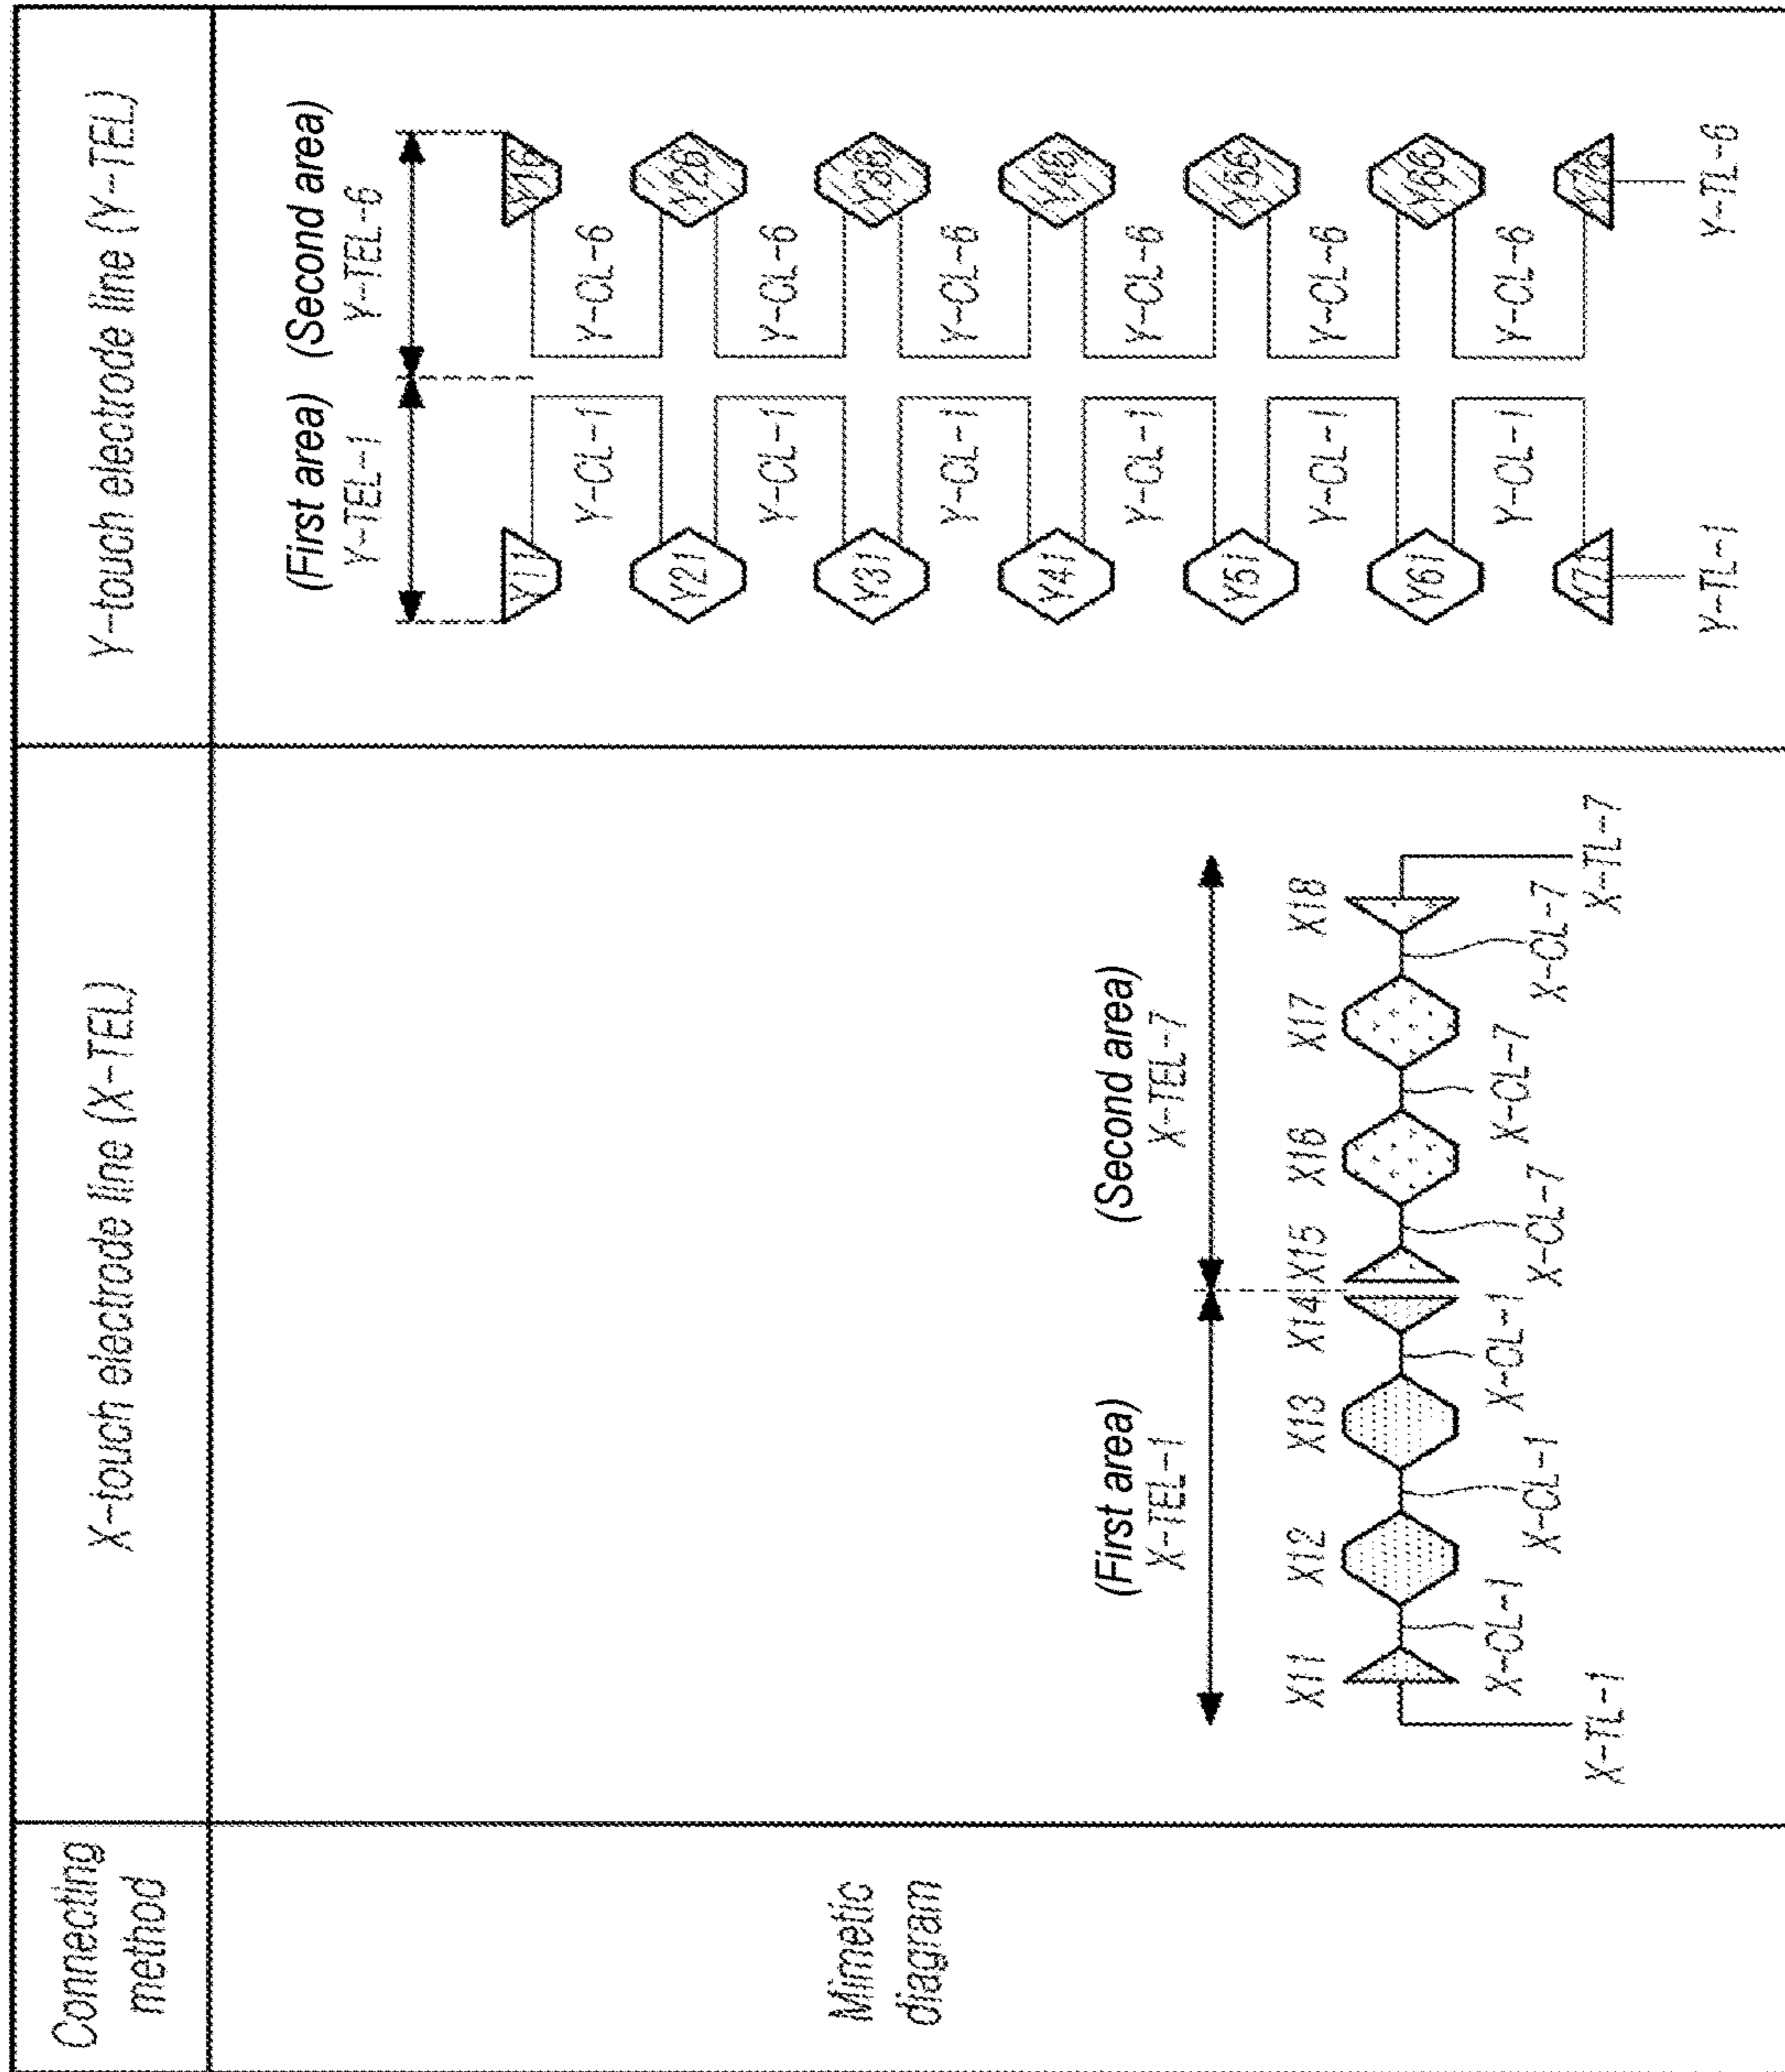 Connecting
method
X-touch electrode line (X-TEL)
Y-touch electrode line (Y-TEL)
Mimetic
diagram
(First area)
X-TEL-1
(Second area)
X-TEL-7
X11
X12
X13
X14
X15
X16
X17
X18
X-CL-1
X-CL-1
X-CL-1
X-CL-7
X-CL-7
X-CL-7
X-TL-1
X-TL-7
(First area) (Second area)
Y-TEL-1
Y-TEL-6
Y11
Y16
Y-CL-1
Y-CL-6
Y21
Y26
Y-CL-1
Y-CL-6
Y31
Y36
Y-CL-1
Y-CL-6
Y41
Y46
Y-CL-1
Y-CL-6
Y51
Y56
Y-CL-1
Y-CL-6
Y61
Y66
Y-CL-1
Y-CL-6
Y71
Y76
Y-TL-1
Y-TL-6